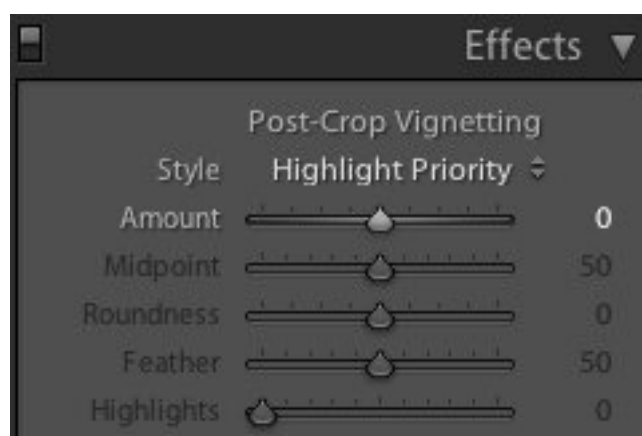 Effects
Post-Crop Vignetting
Style Highlight Priority
Amount 0
Midpoint 50
Roundness 0
Feather 50
Highlights 0